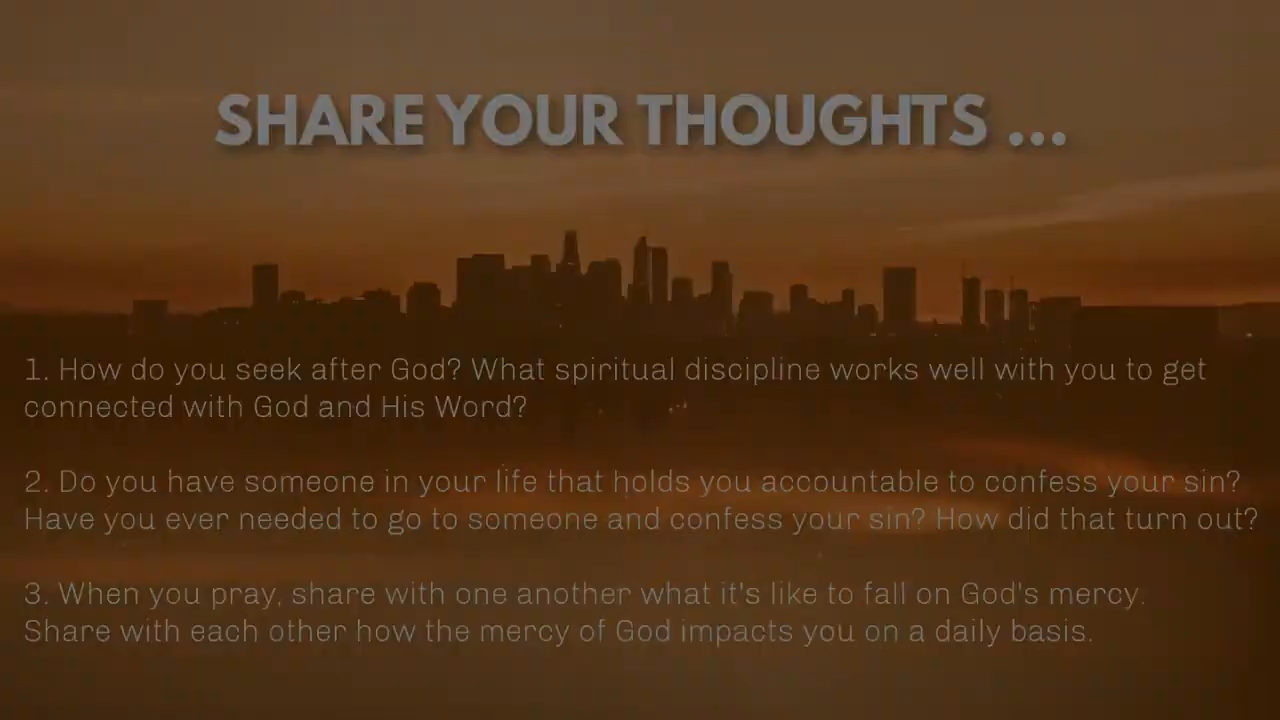 SHARE YOUR THOUGHTS ...
1. How do you seek after God? What spiritual discipline works well with you to get
connected with God and His Word?
2. Do you have someone in your life that holds you accountable to confess your sin?
Have you ever needed to go to someone and confess your sin? How did that turn out?
3. When you pray, share with one another what it's like to fall on God's mercy.
Share with each other how the mercy of God impacts you on a daily basis.